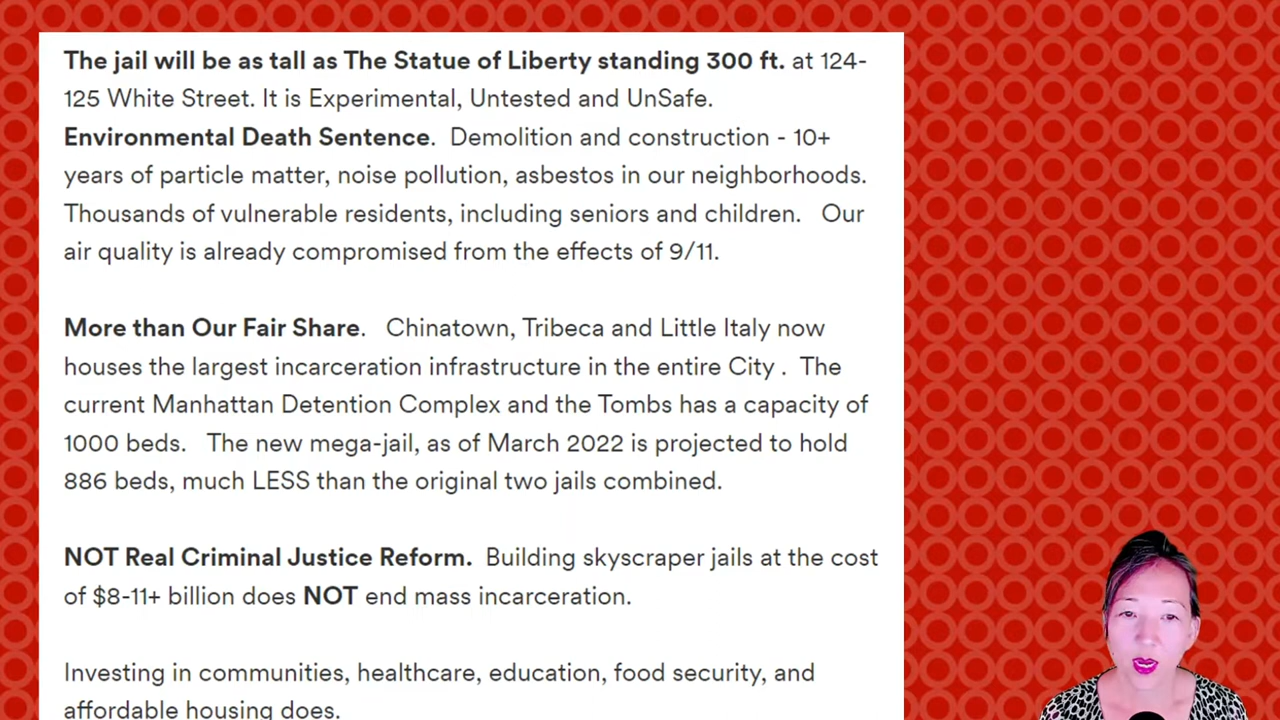 The jail will be as tall as The Statue of Liberty standing 300 ft. at 124-
125 White Street. It is Experimental, Untested and UnSafe.
Environmental Death Sentence. Demolition and construction - 10+
years of particle matter, noise pollution, asbestos in our neighborhoods.
Thousands of vulnerable residents, including seniors and children. Our
air quality is already compromised from the effects of 9/11.
More than Our Fair Share. Chinatown, Tribeca and Little Italy now
houses the largest incarceration infrastructure in the entire City . The
current Manhattan Detention Complex and the Tombs has a capacity of
1000 beds. The new mega-jail, as of March 2022 is projected to hold
886 beds, much LESS than the original two jails combined.
NOT Real Criminal Justice Reform. Building skyscraper jails at the cost
of $8-11+ billion does NOT end mass incarceration.
Investing in communities, healthcare, education, food security, and
affordable housing does.